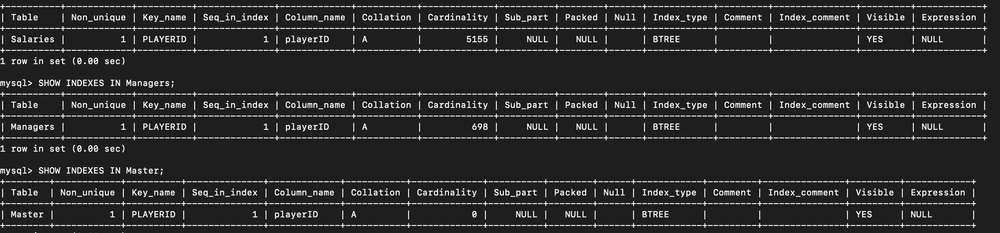 +-----------+------------+----------+--------------+-------------+-----------+-------------+----------+--------+------+------------+---------+---------------+---------+------------+
| Table    | Non_unique | Key_name | Seq_in_index | Column_name | Collation | Cardinality | Sub_part | Packed | Null | Index_type | Comment | Index_comment | Visible | Expression |
+----------+------------+----------+--------------+-------------+-----------+-------------+----------+--------+------+------------+---------+---------------+---------+------------+
| Salaries |          1 | PLAYERID |            1 | playerID    | A         |        5155 |     NULL |   NULL |      | BTREE      |         |               | YES     | NULL       |
+----------+------------+----------+--------------+-------------+-----------+-------------+----------+--------+------+------------+---------+---------------+---------+------------+
1 row in set (0.00 sec)
mysql> SHOW INDEXES IN Managers;
+----------+------------+----------+--------------+-------------+-----------+-------------+----------+--------+------+------------+---------+---------------+---------+------------+
| Table    | Non_unique | Key_name | Seq_in_index | Column_name | Collation | Cardinality | Sub_part | Packed | Null | Index_type | Comment | Index_comment | Visible | Expression |
+----------+------------+----------+--------------+-------------+-----------+-------------+----------+--------+------+------------+---------+---------------+---------+------------+
| Managers |          1 | PLAYERID |            1 | playerID    | A         |         698 |     NULL |   NULL |      | BTREE      |         |               | YES     | NULL       |
+----------+------------+----------+--------------+-------------+-----------+-------------+----------+--------+------+------------+---------+---------------+---------+------------+
1 row in set (0.00 sec)
mysql> SHOW INDEXES IN Master;
+--------+------------+----------+--------------+-------------+-----------+-------------+----------+--------+------+------------+---------+---------------+---------+------------+
| Table  | Non_unique | Key_name | Seq_in_index | Column_name | Collation | Cardinality | Sub_part | Packed | Null | Index_type | Comment | Index_comment | Visible | Expression |
+--------+------------+----------+--------------+-------------+-----------+-------------+----------+--------+------+------------+---------+---------------+---------+------------+
| Master |          1 | PLAYERID |            1 | playerID    | A         |           0 |     NULL |   NULL |      | BTREE      |         |               | YES     | NULL       |
+--------+------------+----------+--------------+-------------+-----------+-------------+----------+--------+------+------------+---------+---------------+---------+------------+